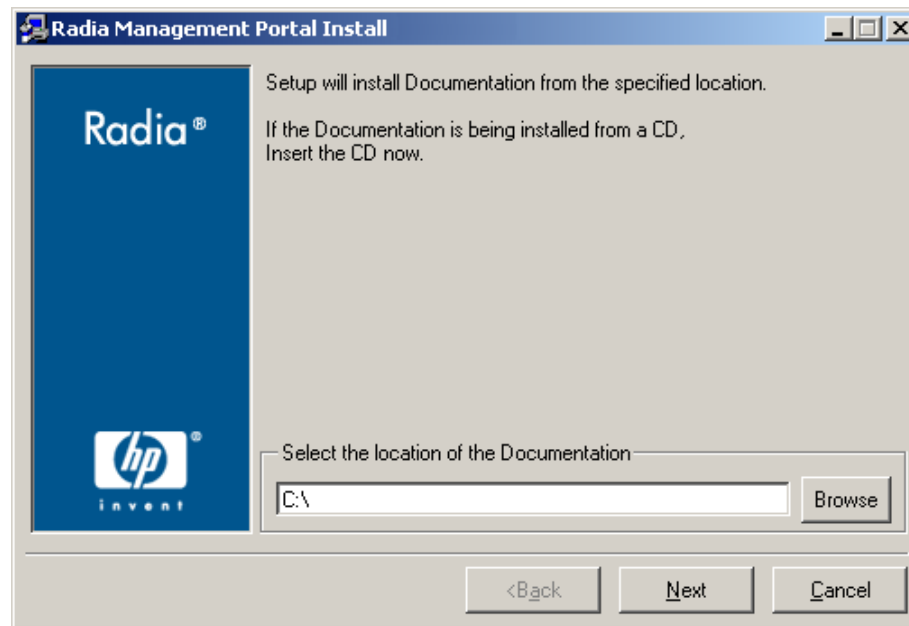 Radia Management Portal Install
Radia®
Setup will install Documentation from the specified location.
If the Documentation is being installed from a CD,
Insert the CD now.
hp®
invent
Select the location of the Documentation
C:\
Browse
<Back
Next
Cancel